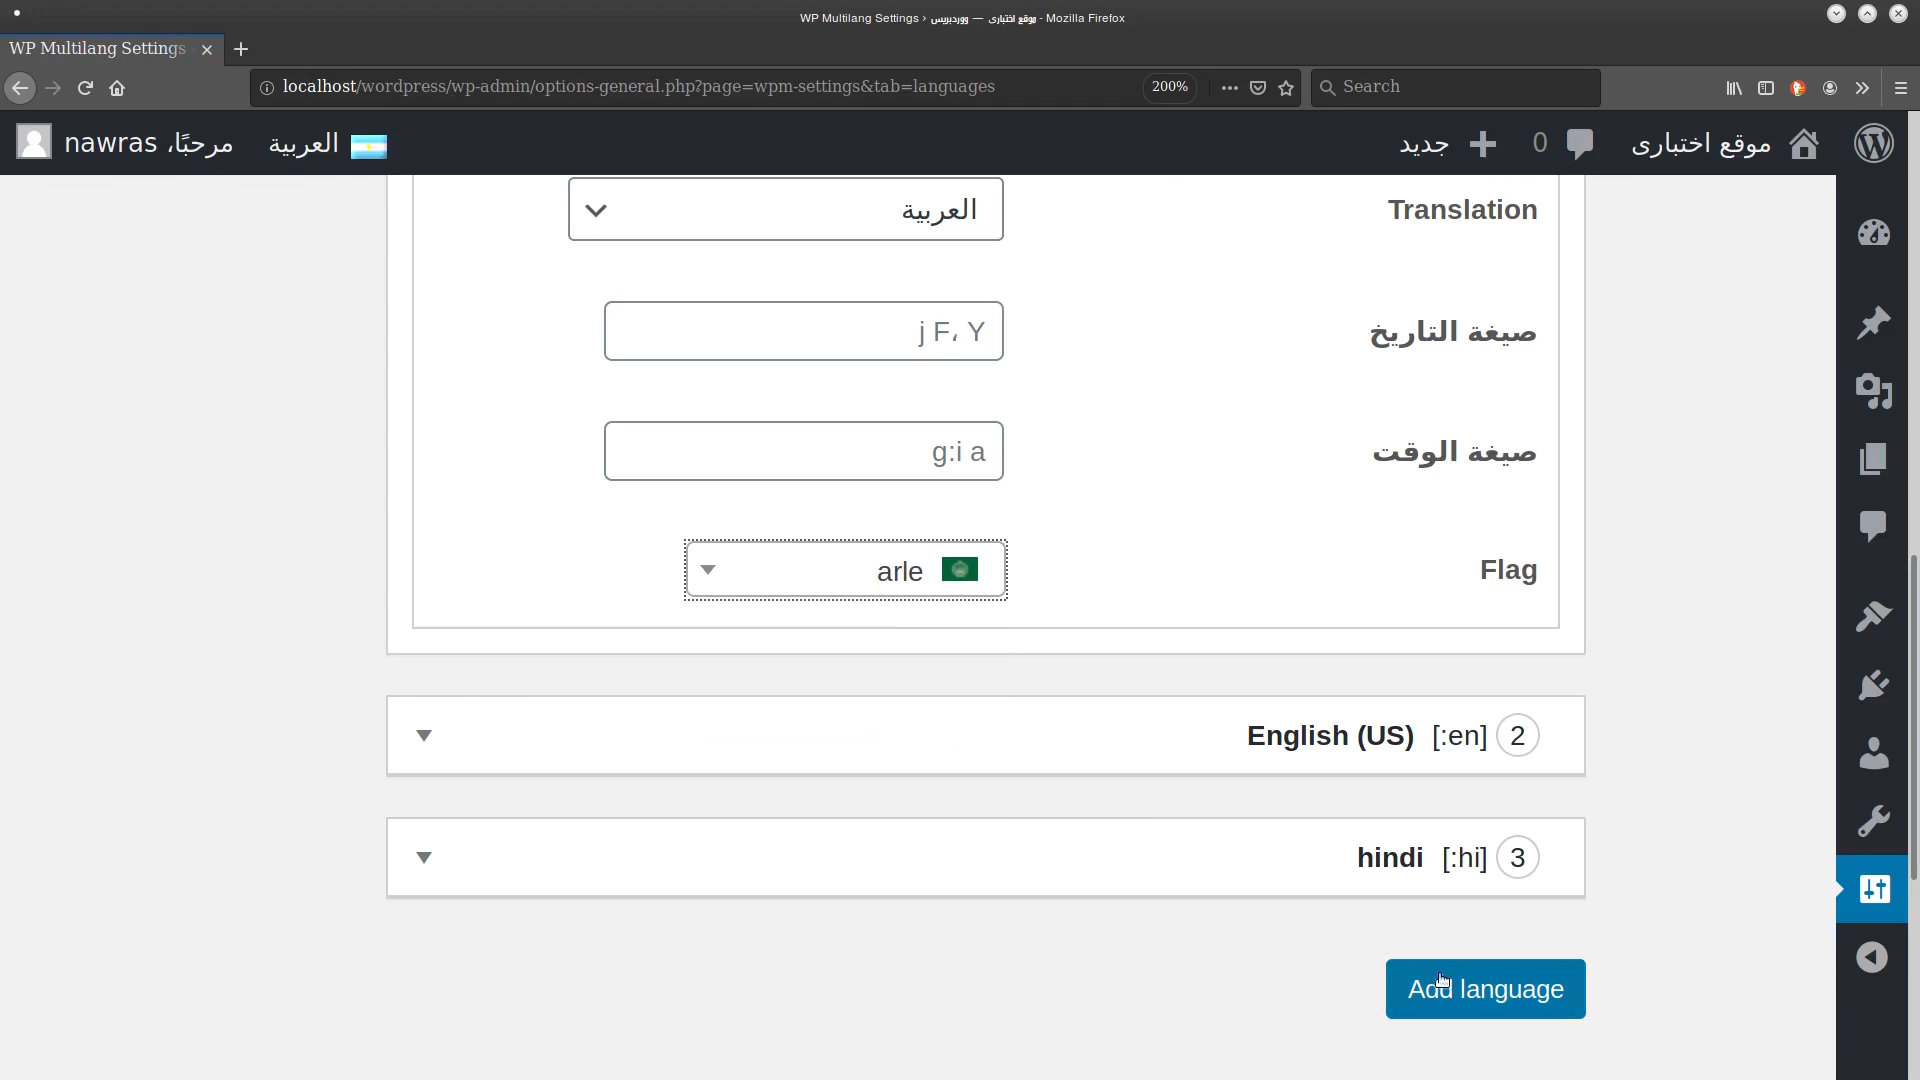 WP Multilang Settings ‹ موقع اختبارى — ووردبريس - Mozilla Firefox
WP Multilang Settings
localhost/wordpress/wp-admin/options-general.php?page=wpm-settings&tab=languages
200%
Search
موقع اختبارى
0
جديد
العربية
مرحبًا، nawras
Translation
العربية
صيغة التاريخ
j F، Y
صيغة الوقت
g:i a
Flag
arle
2 [:en] English (US)
3 [:hi] hindi
Add language